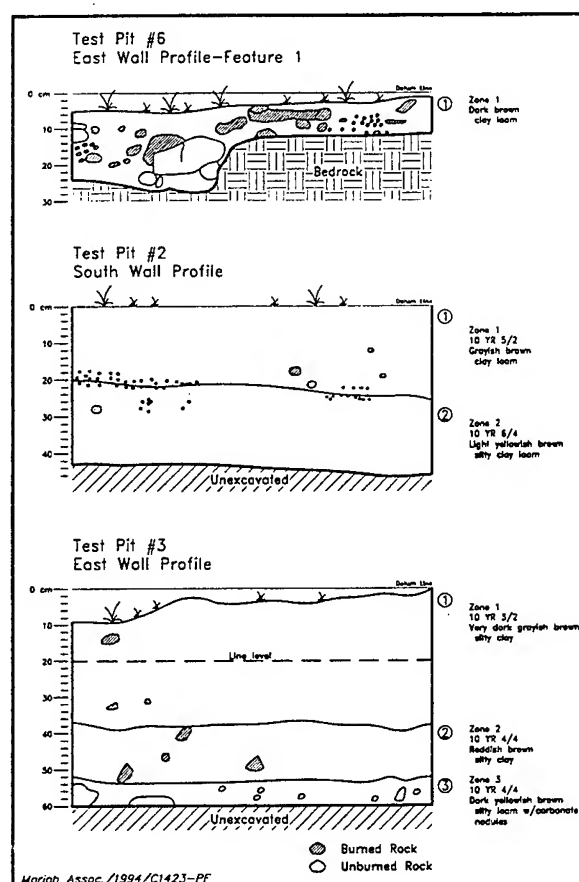 Test Pit #6
East Wall Profile-Feature 1
0 cm
10
20
30
Datum Line
①
Zone 1
Dark brown
clay loam
Bedrock
Test Pit #2
South Wall Profile
0 cm
10
20
30
40
Datum Line
①
Zone 1
10 YR 5/2
Grayish brown
clay loam
②
Zone 2
10 YR 6/4
Light yellowish brown
silty clay loam
Unexcavated
Test Pit #3
East Wall Profile
0 cm
10
20
30
40
50
60
Datum Line
①
Zone 1
10 YR 3/2
Very dark grayish brown
silty clay
Line level
②
Zone 2
10 YR 4/4
Reddish brown
silty clay
③
Zone 3
10 YR 4/4
Dark yellowish brown
silty loam w/carbonate
nodules
Unexcavated
Burned Rock
Unburned Rock
Mariah Assoc./1994/C1423-PF